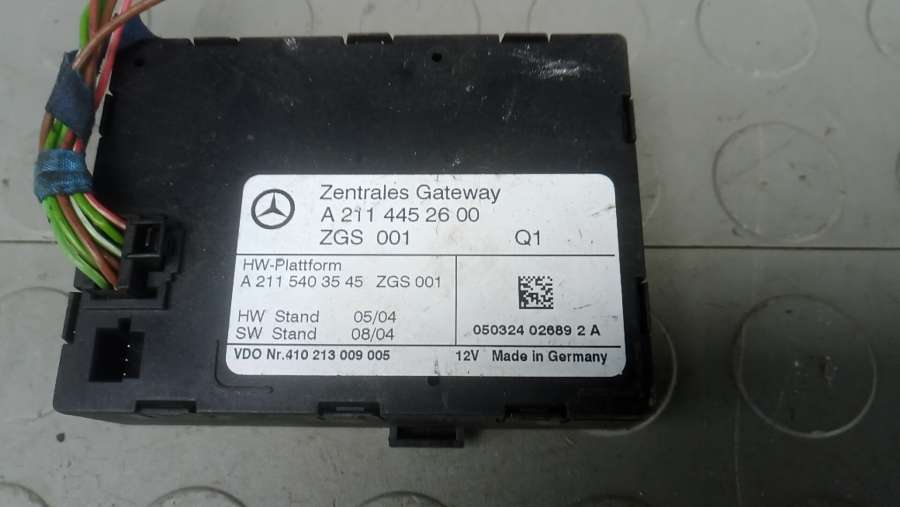 Zentrales Gateway
A 211 445 26 00
ZGS 001 Q1
HW-Plattform
A 211 540 35 45 ZGS 001
HW Stand 05/04
SW Stand 08/04
050324 02689 2 A
VDO Nr. 410 213 009 005 12V Made in Germany